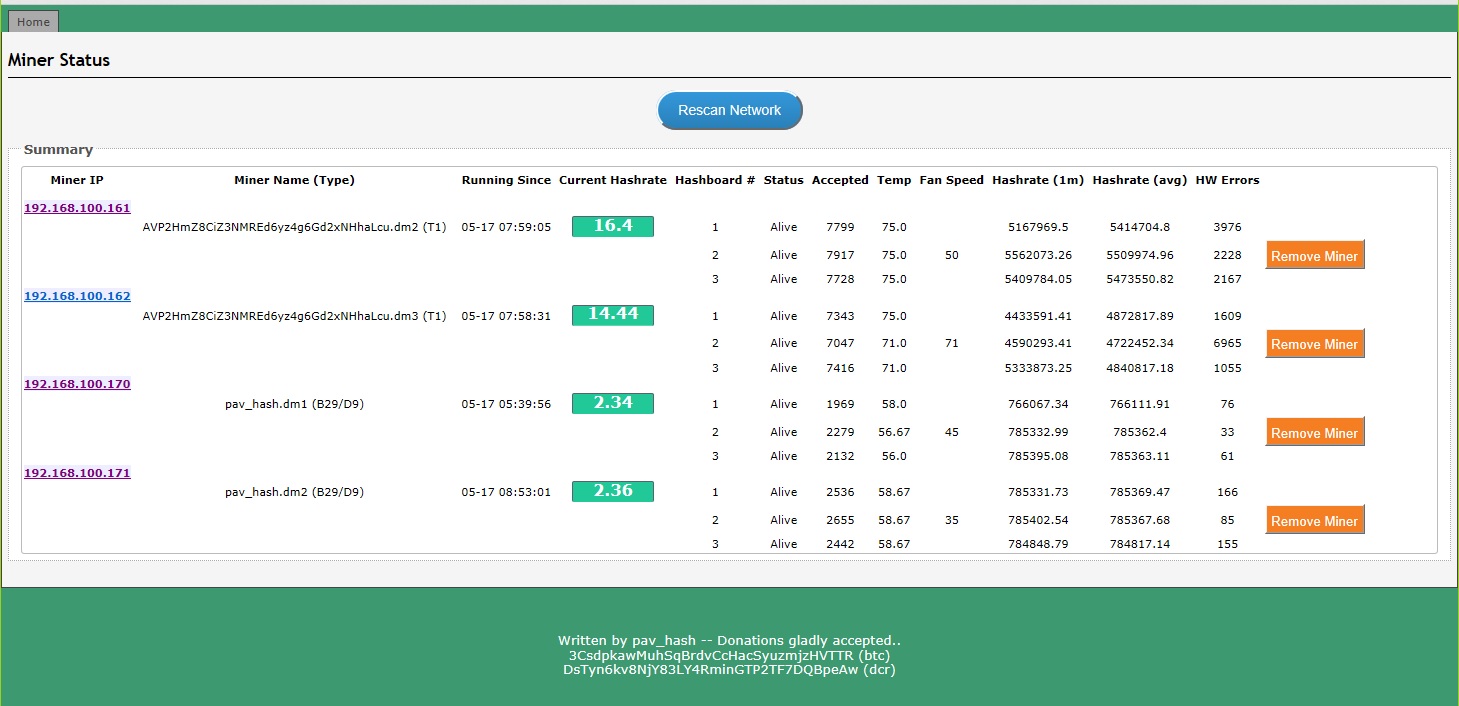 Home
Miner Status
Rescan Network
Summary
Miner IP Miner Name (Type) Running Since Current Hashrate Hashboard # Status Accepted Temp Fan Speed Hashrate (1m) Hashrate (avg) HW Errors
192.168.100.161
AVP2HmZ8CiZ3NMREd6yz4g6Gd2xNHhaLcu.dm2 (T1) 05-17 07:59:05 16.4 1 Alive 7799 75.0 5167969.5 5414704.8 3976
2 Alive 7917 75.0 50 5562073.26 5509974.96 2228 Remove Miner
3 Alive 7728 75.0 5409784.05 5473550.82 2167
192.168.100.162
AVP2HmZ8CiZ3NMREd6yz4g6Gd2xNHhaLcu.dm3 (T1) 05-17 07:58:31 14.44 1 Alive 7343 75.0 4433591.41 4872817.89 1609
2 Alive 7047 71.0 71 4590293.41 4722452.34 6965 Remove Miner
3 Alive 7416 71.0 5333873.25 4840817.18 1055
192.168.100.170
pav_hash.dm1 (B29/D9) 05-17 05:39:56 2.34 1 Alive 1969 58.0 766067.34 766111.91 76
2 Alive 2279 56.67 45 785332.99 785362.4 33 Remove Miner
3 Alive 2132 56.0 785395.08 785363.11 61
192.168.100.171
pav_hash.dm2 (B29/D9) 05-17 08:53:01 2.36 1 Alive 2536 58.67 785331.73 785369.47 166
2 Alive 2655 58.67 35 785402.54 785367.68 85 Remove Miner
3 Alive 2442 58.67 784848.79 784817.14 155
Written by pav_hash -- Donations gladly accepted..
3CsdpkawMuhSqBrdvCcHacSyuzmjzHVTTR (btc)
DsTyn6kv8NjY83LY4RminGTP2TF7DQBpeAw (dcr)